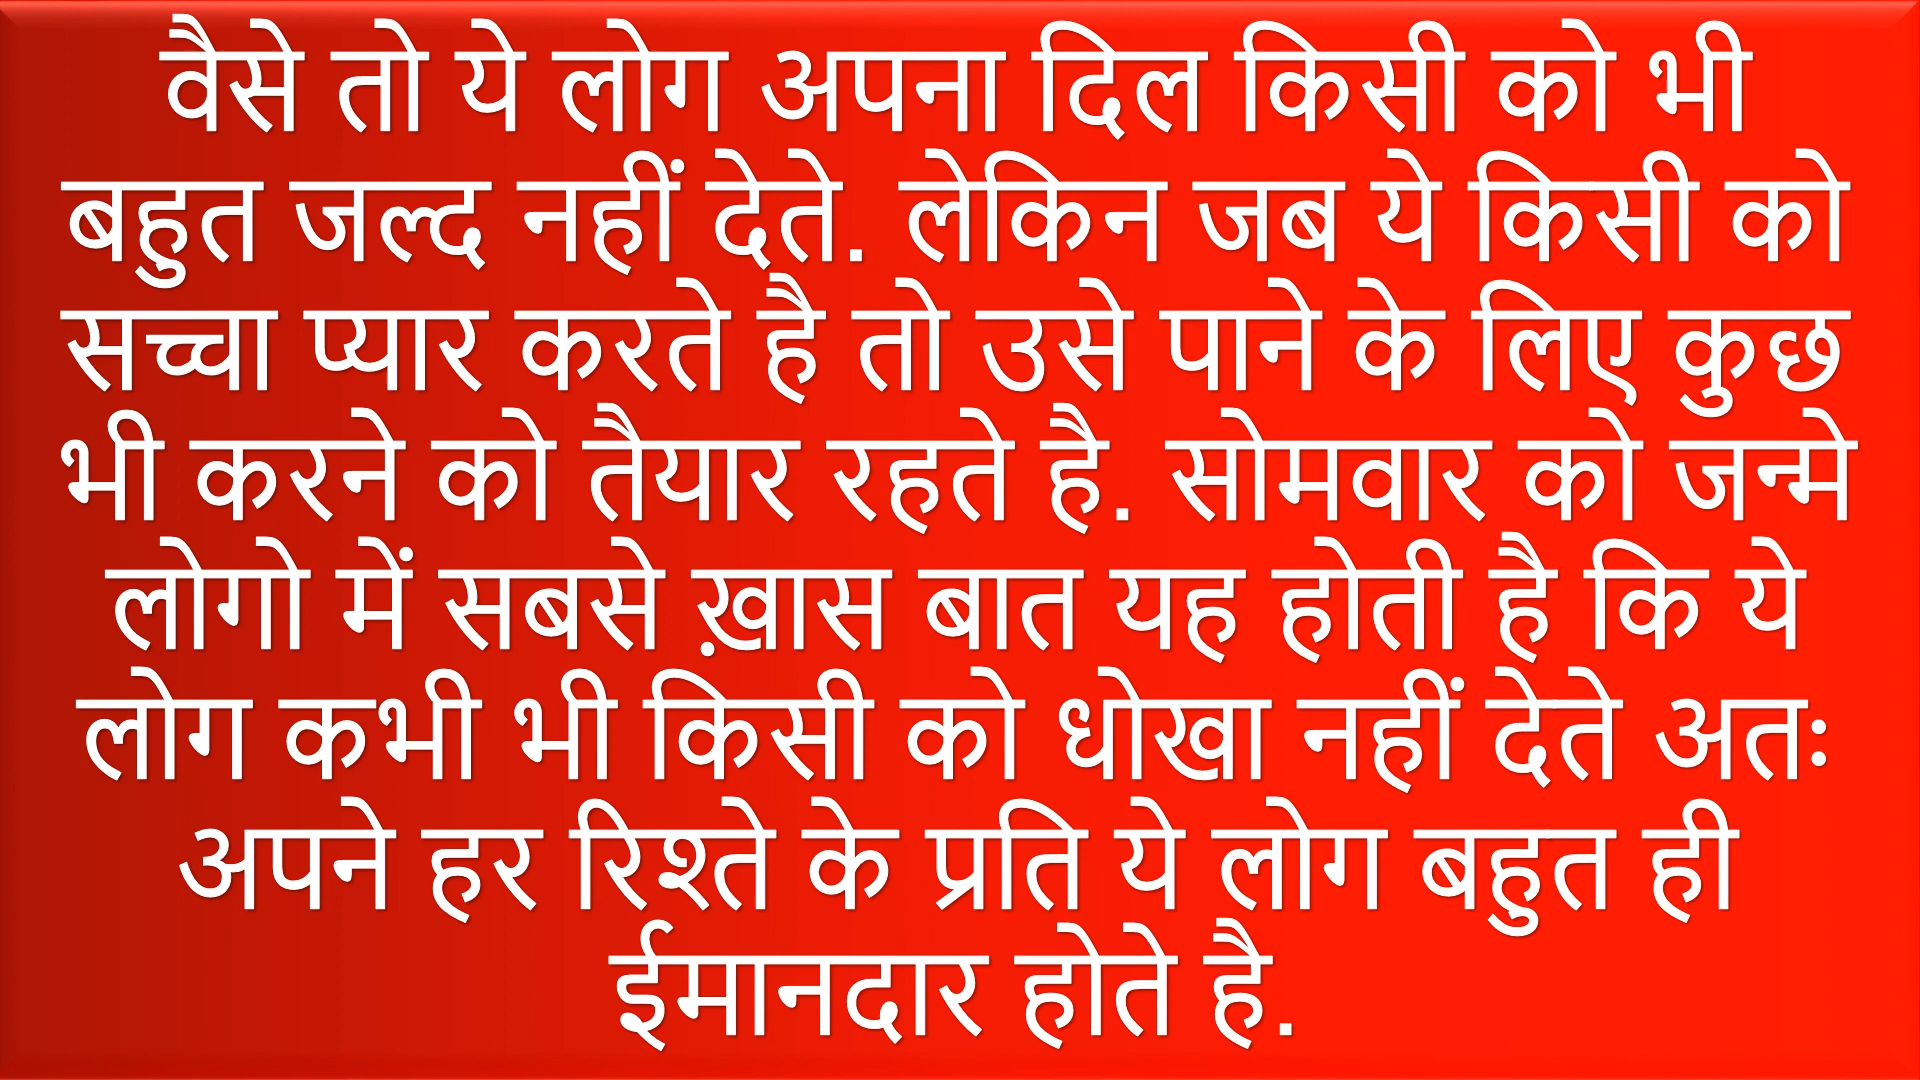 वैसे तो ये लोग अपना दिल किसी को भी
बहुत जल्द नहीं देते. लेकिन जब ये किसी को
सच्चा प्यार करते है तो उसे पाने के लिए कुछ
भी करने को तैयार रहते है. सोमवार को जन्मे
लोगो में सबसे ख़ास बात यह होती है कि ये
लोग कभी भी किसी को धोखा नहीं देते अतः
अपने हर रिश्ते के प्रति ये लोग बहुत ही
ईमानदार होते है.